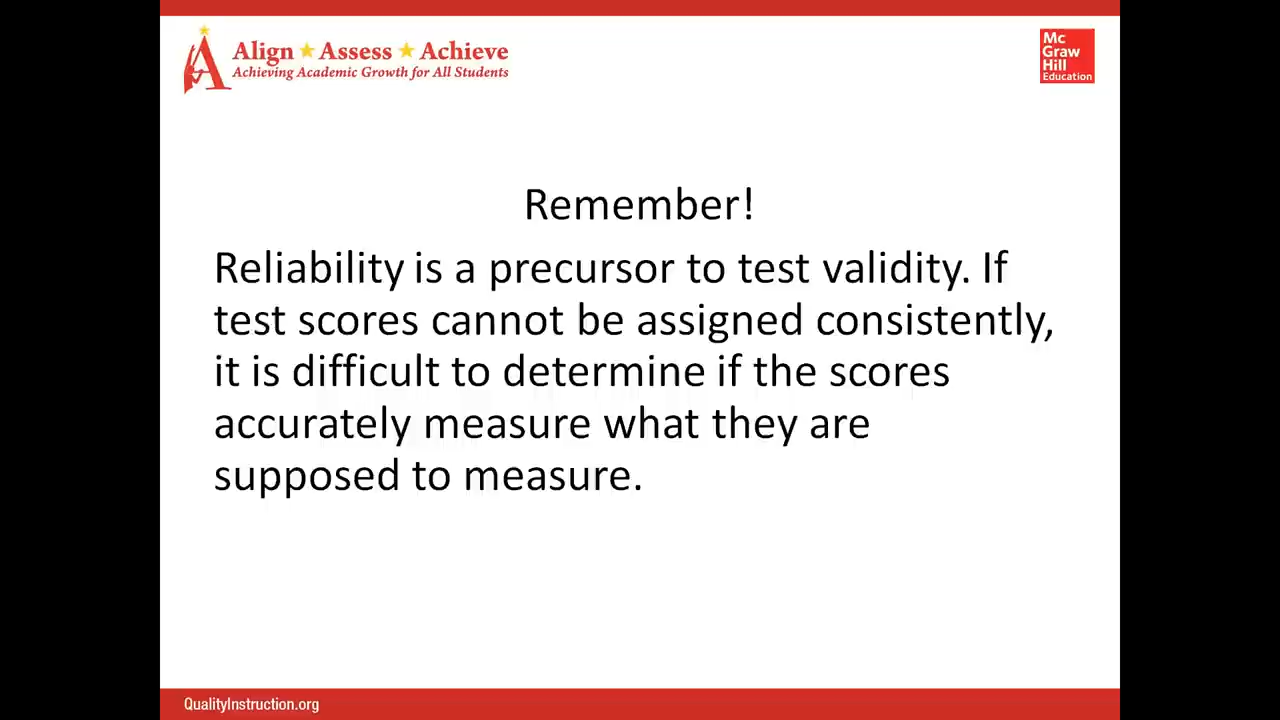 Align ★ Assess ★ Achieve
Achieving Academic Growth for All Students
Mc
Graw
Hill
Education
Remember!
Reliability is a precursor to test validity. If
test scores cannot be assigned consistently,
it is difficult to determine if the scores
accurately measure what they are
supposed to measure.
QualityInstruction.org